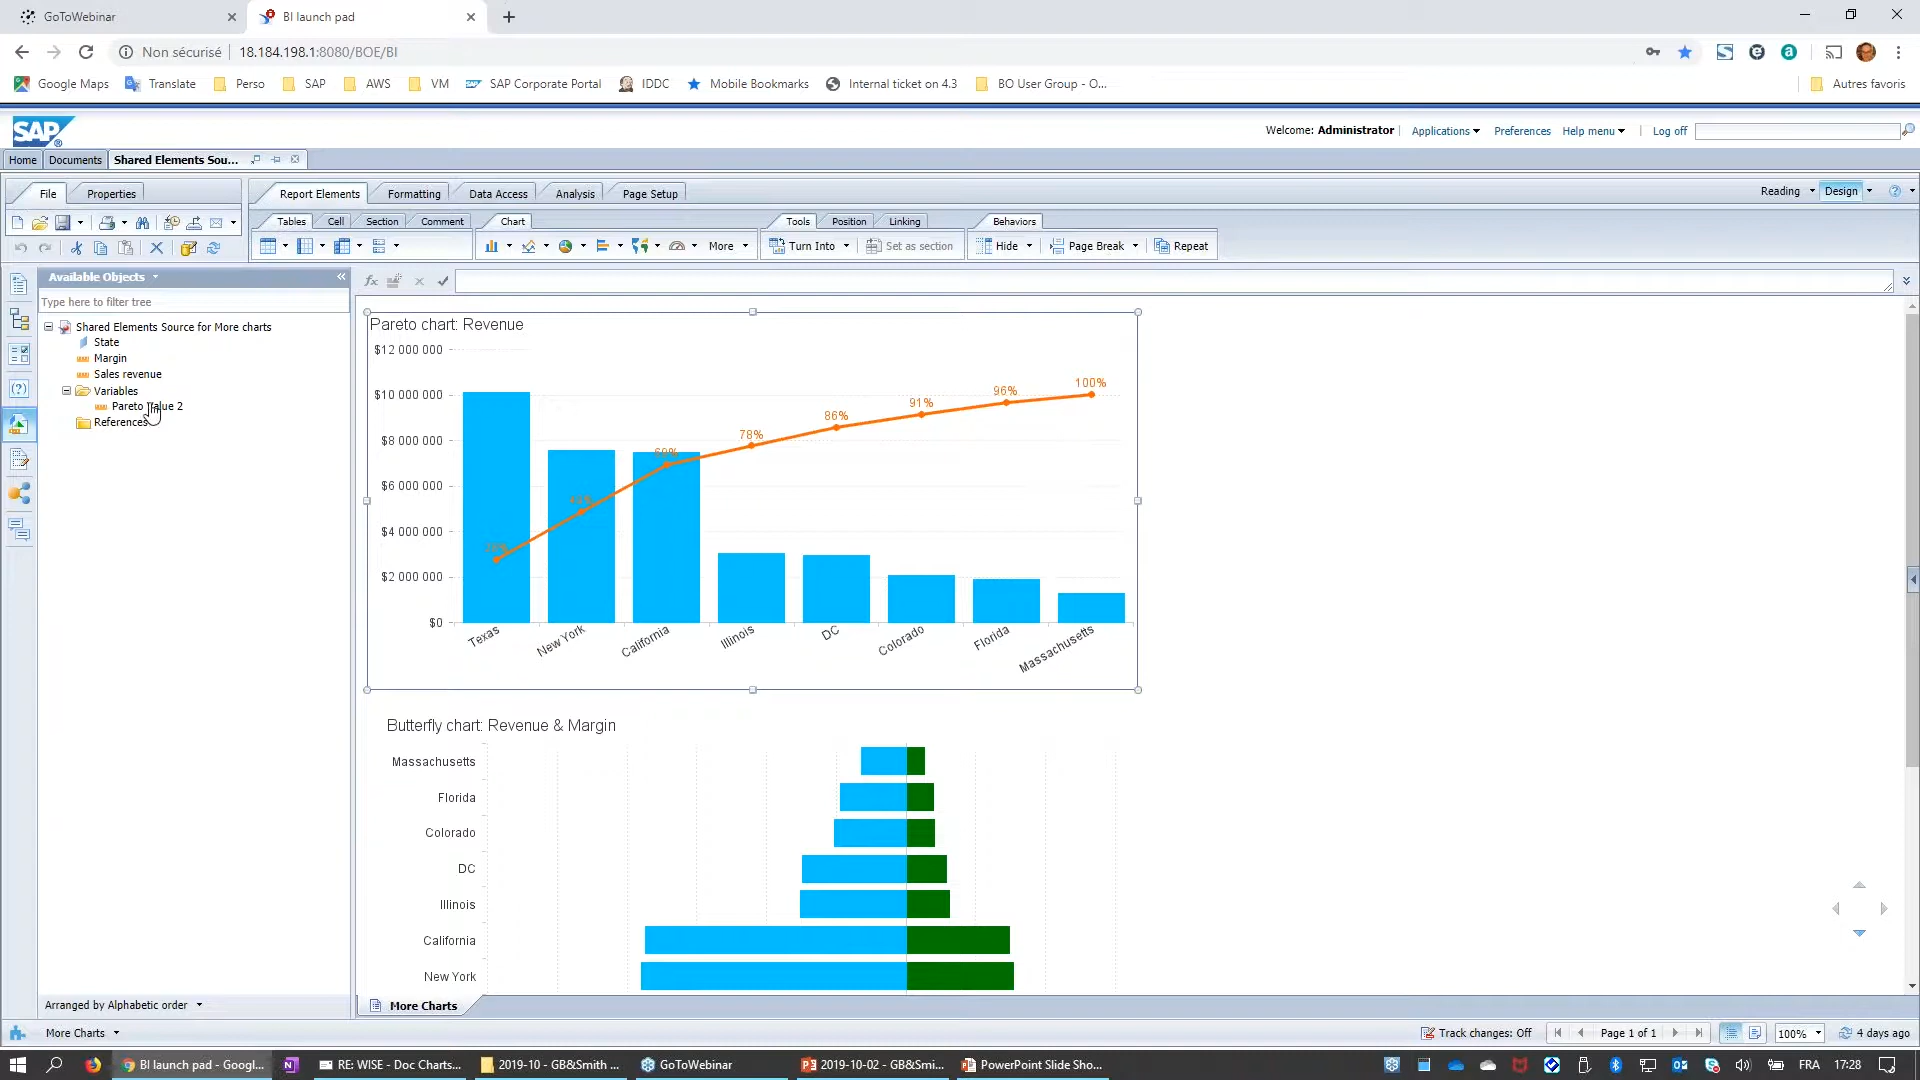 GoToWebinar
BI launch pad
Non sécurisé
18.184.198.1:8080/BOE/BI
Google Maps
Translate
Perso
SAP
AWS
VM
SAP Corporate Portal
IDDC
Mobile Bookmarks
Internal ticket on 4.3
BO User Group - O...
Autres favoris
SAP
Welcome: Administrator
Applications
Preferences
Help menu
Log off
Home
Documents
Shared Elements Sou...
File
Properties
Report Elements
Formatting
Data Access
Analysis
Page Setup
Reading
Design
Tables
Cell
Section
Comment
Chart
Tools
Position
Linking
Behaviors
More
Turn Into
Set as section
Hide
Page Break
Repeat
Available Objects
Type here to filter tree
Shared Elements Source for More charts
State
Margin
Sales revenue
Variables
Pareto value 2
References
Pareto chart: Revenue
$12 000 000
$10 000 000
$8 000 000
$6 000 000
$4 000 000
$2 000 000
$0
69%
78%
86%
91%
96%
100%
Texas
New York
California
Illinois
DC
Colorado
Florida
Massachusetts
Butterfly chart: Revenue & Margin
Massachusetts
Florida
Colorado
DC
Illinois
California
New York
Arranged by Alphabetic order
More Charts
More Charts
Track changes: Off
Page 1 of 1
100%
4 days ago
BI launch pad - Googl...
RE: WISE - Doc Charts...
2019-10 - GB&Smith ...
GoToWebinar
2019-10-02 - GB&Smi...
PowerPoint Slide Sho...
FRA
17:28